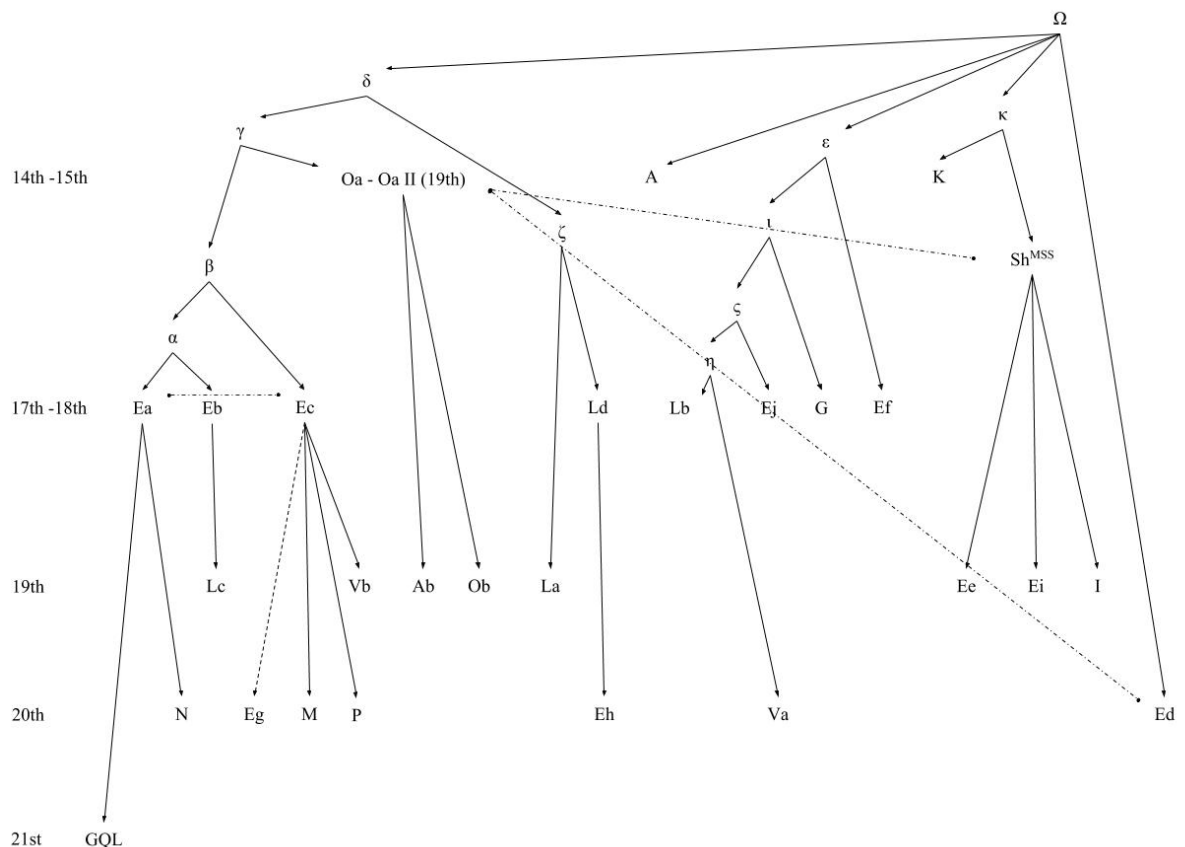 Ω
δ
κ
γ
ε
14th -15th Oa - Oa II (19th) A K
ι
ζ
Sh^MSS
β
ς
α
η
17th -18th Ea Eb Ec Ld Lb Ej G Ef
19th Lc Vb Ab Ob La Ee Ei I
20th N Eg M P Eh Va Ed
21st GQL